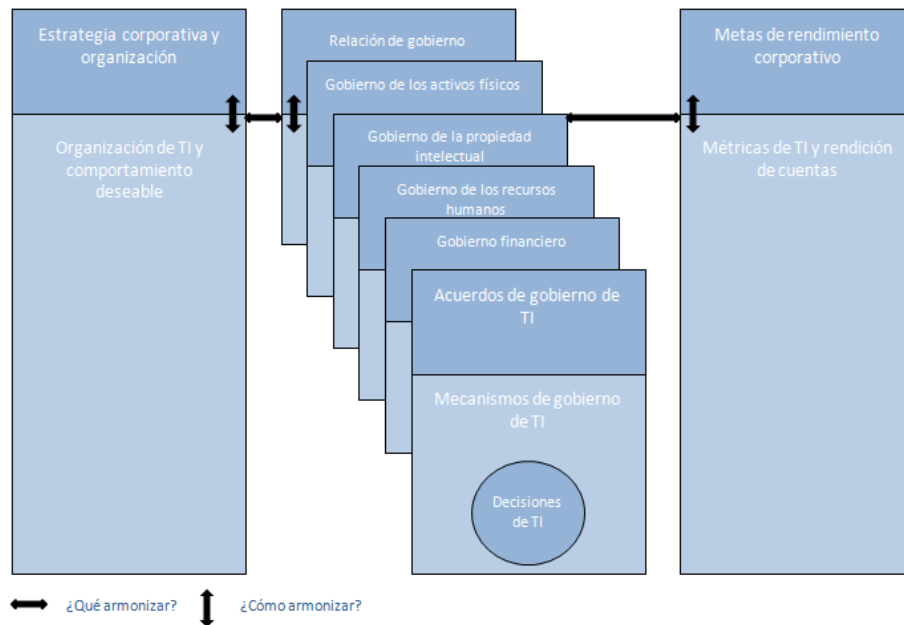 Estrategia corporativa y
organización
Organización de TI y
comportamiento
deseable
Relación de gobierno
Gobierno de los activos físicos
Gobierno de la propiedad
intelectual
Gobierno de los recursos
humanos
Gobierno financiero
Acuerdos de gobierno de
TI
Mecanismos de gobierno
de TI
Decisiones
de TI
Metas de rendimiento
corporativo
Métricas de TI y rendición
de cuentas
¿Qué armonizar?
¿Cómo armonizar?